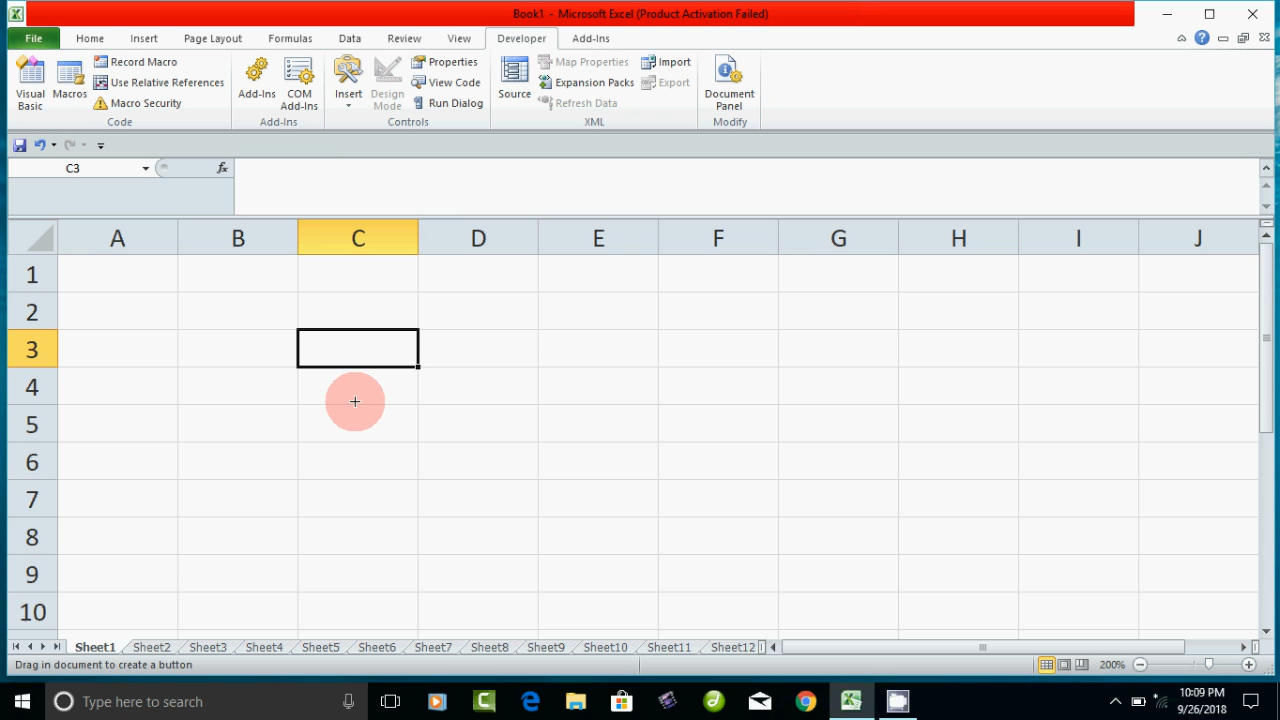 Book1 - Microsoft Excel (Product Activation Failed)
File Home Insert Page Layout Formulas Data Review View Developer Add-Ins
Visual Basic
Macros
Record Macro
Use Relative References
Macro Security
Code
Add-Ins
COM Add-Ins
Add-Ins
Insert
Design Mode
Properties
View Code
Run Dialog
Controls
Source
Map Properties
Expansion Packs
Refresh Data
Import
Export
XML
Document Panel
Modify
C3
fx
A B C D E F G H I J
1
2
3
4
5
6
7
8
9
10
Sheet1 Sheet2 Sheet3 Sheet4 Sheet5 Sheet6 Sheet7 Sheet8 Sheet9 Sheet10 Sheet11 Sheet12
Drag in document to create a button
200%
Type here to search
10:09 PM
9/26/2018